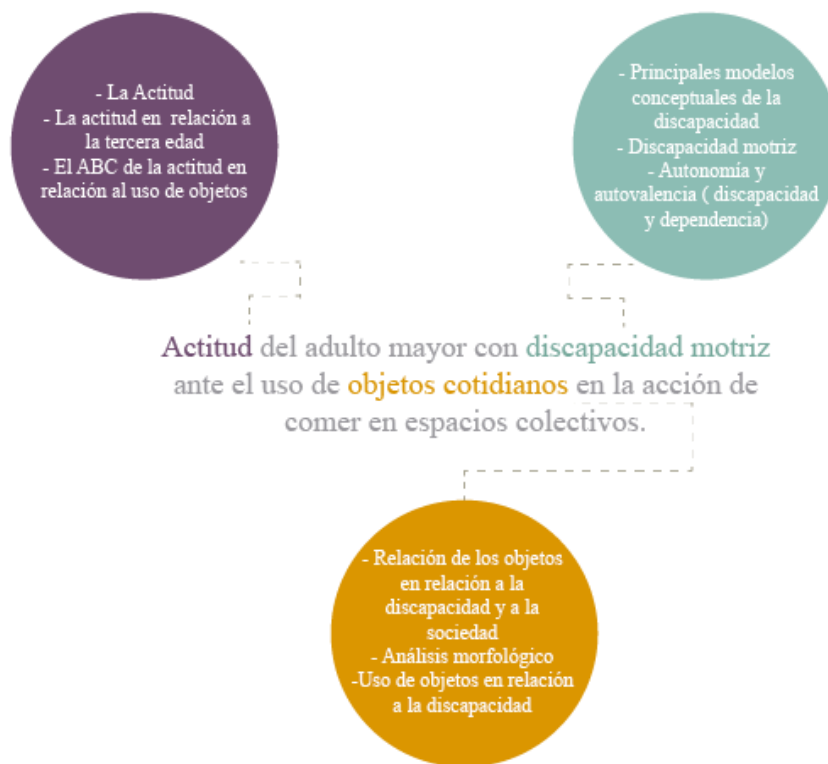 - La Actitud
- La actitud en relación a
la tercera edad
- El ABC de la actitud en
relación al uso de objetos
- Principales modelos
conceptuales de la
discapacidad
- Discapacidad motriz
- Autonomía y
autovalencia ( discapacidad
y dependencia)
Actitud del adulto mayor con discapacidad motriz
ante el uso de objetos cotidianos en la acción de
comer en espacios colectivos.
- Relación de los objetos
en relación a la
discapacidad y a la
sociedad
- Análisis morfológico
-Uso de objetos en relación
a la discapacidad